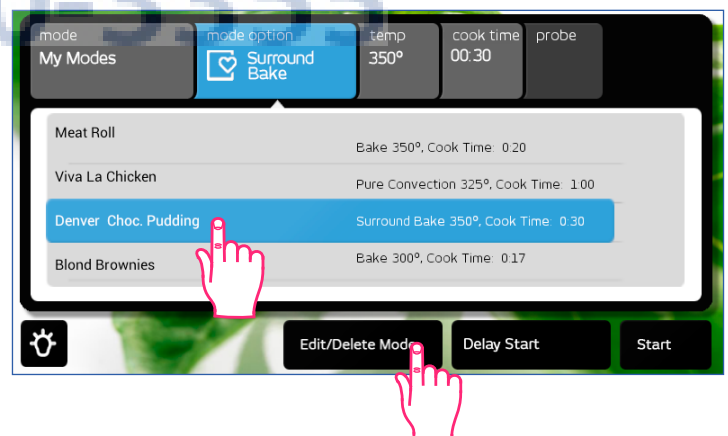 mode
My Modes
mode option
Surround
Bake
temp
350°
cook time
00:30
probe
Meat Roll
Bake 350°, Cook Time: 0:20
Viva La Chicken
Pure Convection 325°, Cook Time: 1:00
Denver Choc. Pudding
Surround Bake 350°, Cook Time: 0:30
Blond Brownies
Bake 300°, Cook Time: 0:17
Edit/Delete Mode
Delay Start
Start